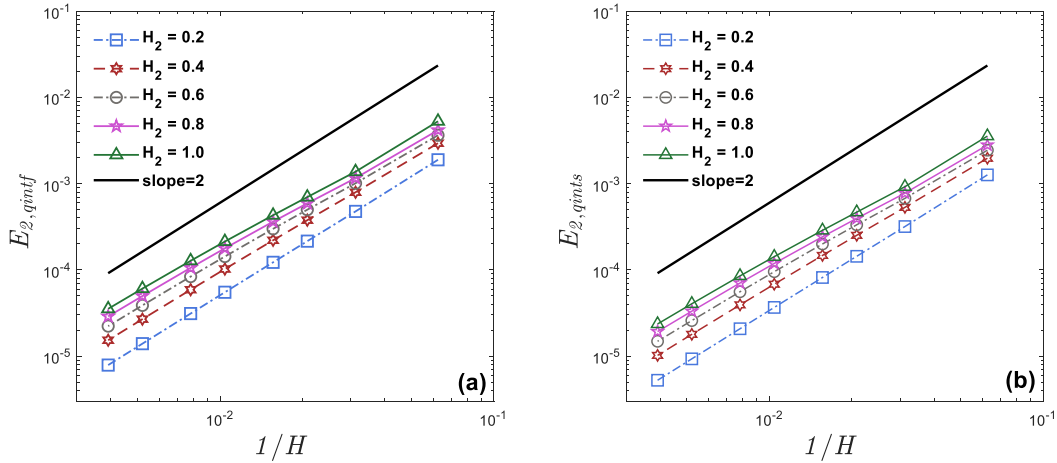 10^-1
10^-2
10^-3
10^-4
10^-5
E_2,qintf
H_2 = 0.2
H_2 = 0.4
H_2 = 0.6
H_2 = 0.8
H_2 = 1.0
slope=2
(a)
10^-2
10^-1
1/H
10^-1
10^-2
10^-3
10^-4
10^-5
E_2,qints
H_2 = 0.2
H_2 = 0.4
H_2 = 0.6
H_2 = 0.8
H_2 = 1.0
slope=2
(b)
10^-2
10^-1
1/H